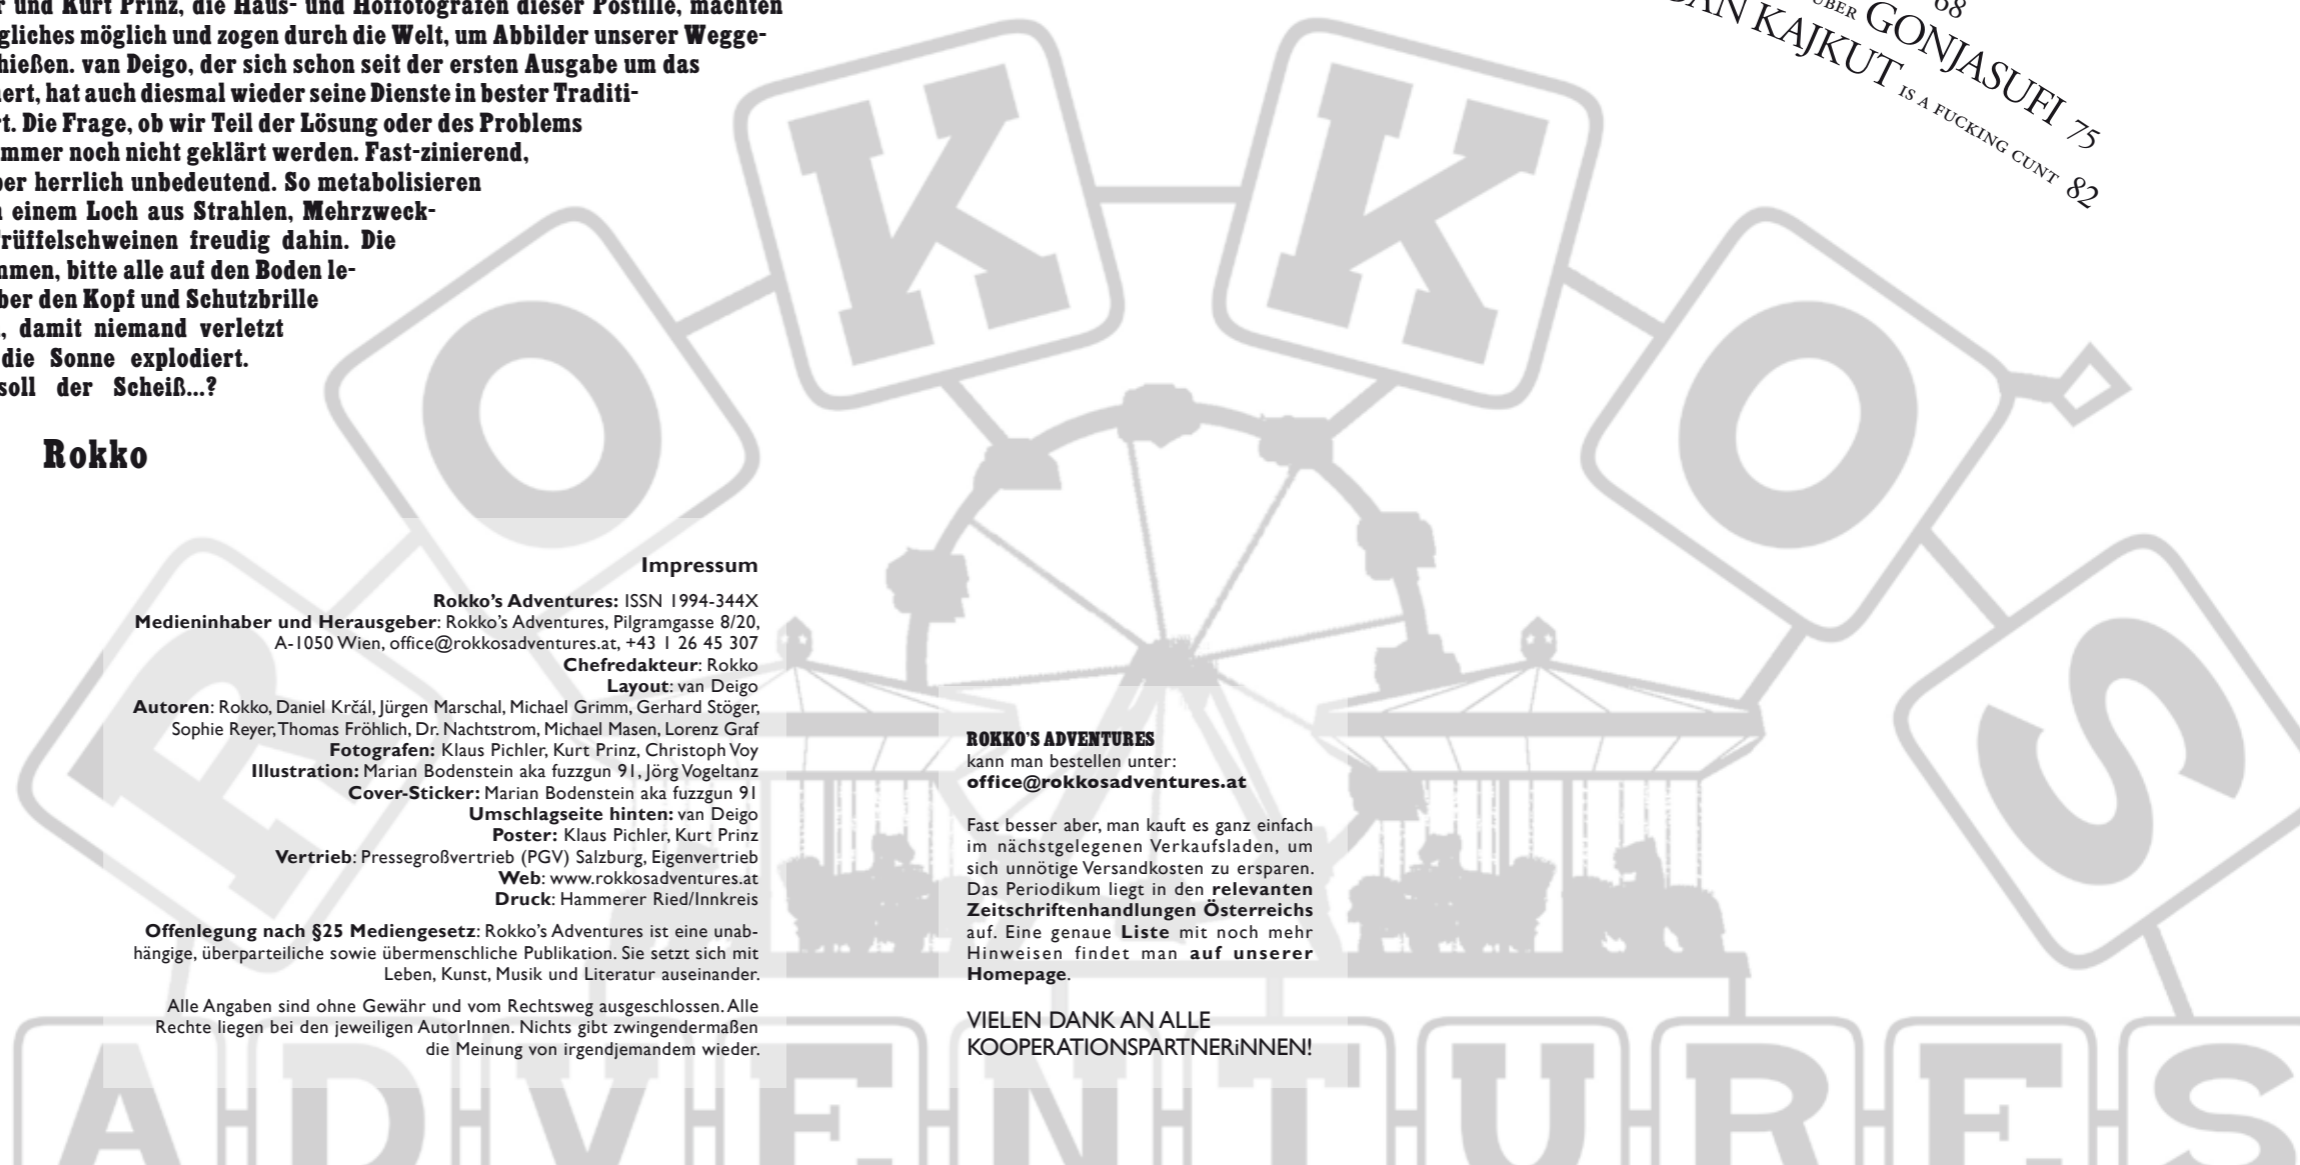 und Kurt Prinz, die Haus- und Hoffotografen dieser Postille, machten
gliches möglich und zogen durch die Welt, um Abbilder unserer Wegge-
hießen. van Deigo, der sich schon seit der ersten Ausgabe um das
ert, hat auch diesmal wieder seine Dienste in bester Traditi-
t. Die Frage, ob wir Teil der Lösung oder des Problems
mmer noch nicht geklärt werden. Fast-zinierend,
ber herrlich unbedeutend. So metabolisieren
einem Loch aus Strahlen, Mehrzweck-
rüffelschweinen freudig dahin. Die
mmen, bitte alle auf den Boden le-
ber den Kopf und Schutzbrille
, damit niemand verletzt
die Sonne explodiert.
soll der Scheiß...?
Rokko
68
ÜBER GONJASUFI 75
AN KAJKUT IS A FUCKING CUNT 82
ROKKO'S
ADVENTURES
Impressum
Rokko's Adventures: ISSN 1994-344X
Medieninhaber und Herausgeber: Rokko's Adventures, Pilgramgasse 8/20,
A-1050 Wien, office@rokkosadventures.at, +43 1 26 45 307
Chefredakteur: Rokko
Layout: van Deigo
Autoren: Rokko, Daniel Krčál, Jürgen Marschal, Michael Grimm, Gerhard Stöger,
Sophie Reyer, Thomas Fröhlich, Dr. Nachtstrom, Michael Masen, Lorenz Graf
Fotografen: Klaus Pichler, Kurt Prinz, Christoph Voy
Illustration: Marian Bodenstein aka fuzzgun 91, Jörg Vogeltanz
Cover-Sticker: Marian Bodenstein aka fuzzgun 91
Umschlagseite hinten: van Deigo
Poster: Klaus Pichler, Kurt Prinz
Vertrieb: Pressegroßvertrieb (PGV) Salzburg, Eigenvertrieb
Web: www.rokkosadventures.at
Druck: Hammerer Ried/Innkreis
Offenlegung nach §25 Mediengesetz: Rokko's Adventures ist eine unab-
hängige, überparteiliche sowie übermenschliche Publikation. Sie setzt sich mit
Leben, Kunst, Musik und Literatur auseinander.
Alle Angaben sind ohne Gewähr und vom Rechtsweg ausgeschlossen. Alle
Rechte liegen bei den jeweiligen AutorInnen. Nichts gibt zwingendermaßen
die Meinung von irgendjemandem wieder.
ROKKO'S ADVENTURES
kann man bestellen unter:
office@rokkosadventures.at
Fast besser aber, man kauft es ganz einfach
im nächstgelegenen Verkaufsladen, um
sich unnötige Versandkosten zu ersparen.
Das Periodikum liegt in den relevanten
Zeitschriftenhandlungen Österreichs
auf. Eine genaue Liste mit noch mehr
Hinweisen findet man auf unserer
Homepage.
VIELEN DANK AN ALLE
KOOPERATIONSPARTNERiNNEN!